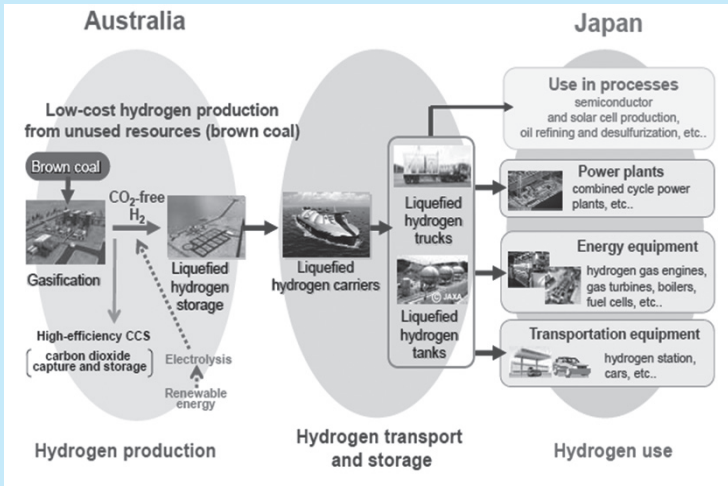 Australia
Japan
Low-cost hydrogen production
from unused resources (brown coal)
Brown coal
CO2-free
H2
Gasification
Liquefied
hydrogen
storage
High-efficiency CCS
carbon dioxide
capture and storage
Electrolysis
Renewable
energy
Hydrogen production
Liquefied
hydrogen carriers
Liquefied
hydrogen
trucks
© JAXA
Liquefied
hydrogen
tanks
Hydrogen transport
and storage
Use in processes
semiconductor
and solar cell production,
oil refining and desulfurization, etc..
Power plants
combined cycle power
plants, etc..
Energy equipment
hydrogen gas engines,
gas turbines, boilers,
fuel cells, etc..
Transportation equipment
hydrogen station,
cars, etc..
Hydrogen use